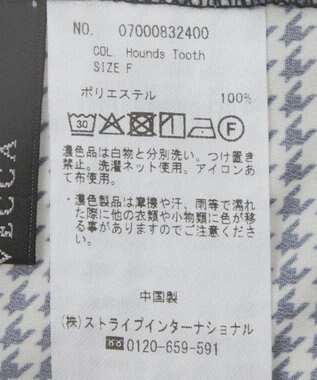 NO. 07000832400
COL. Hounds Tooth
SIZE F
ポリエステル 100%
30
F
濃色品は白物と分別洗い。つけ置き
禁止。洗濯ネット使用。アイロンあ
て布使用。
・濃色製品は摩擦や汗、雨等で濡れ
た際に他の衣類や小物類に色が移
る事がありますのでご注意くださ
い。
中国製
(株)ストライプインターナショナル
0120-659-591
VECCA